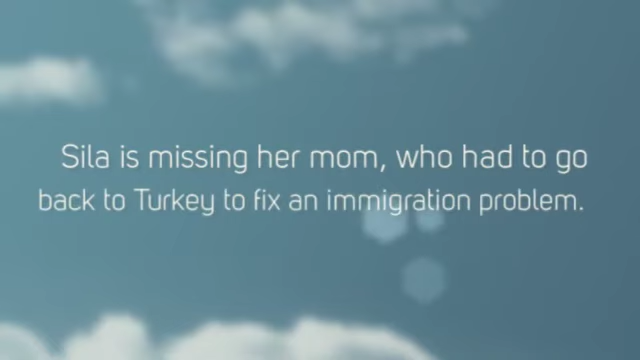 Sila is missing her mom, who had to go
back to Turkey to fix an immigration problem.